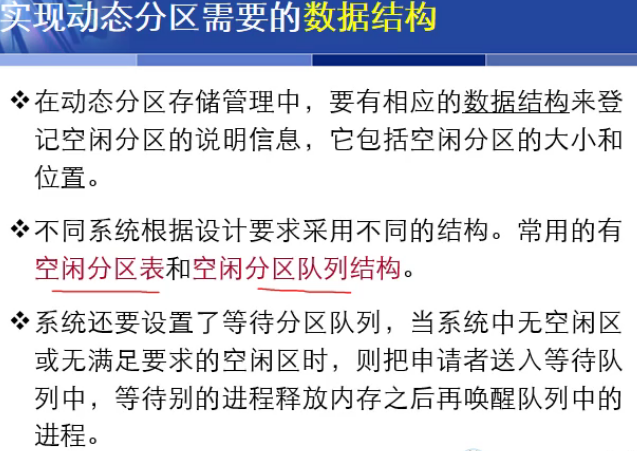 实现动态分区需要的数据结构
❖在动态分区存储管理中，要有相应的数据结构来登
记空闲分区的说明信息，它包括空闲分区的大小和
位置。
❖不同系统根据设计要求采用不同的结构。常用的有
空闲分区表和空闲分区队列结构。
❖系统还要设置了等待分区队列，当系统中无空闲区
或无满足要求的空闲区时，则把申请者送入等待队
列中，等待别的进程释放内存之后再唤醒队列中的
进程。